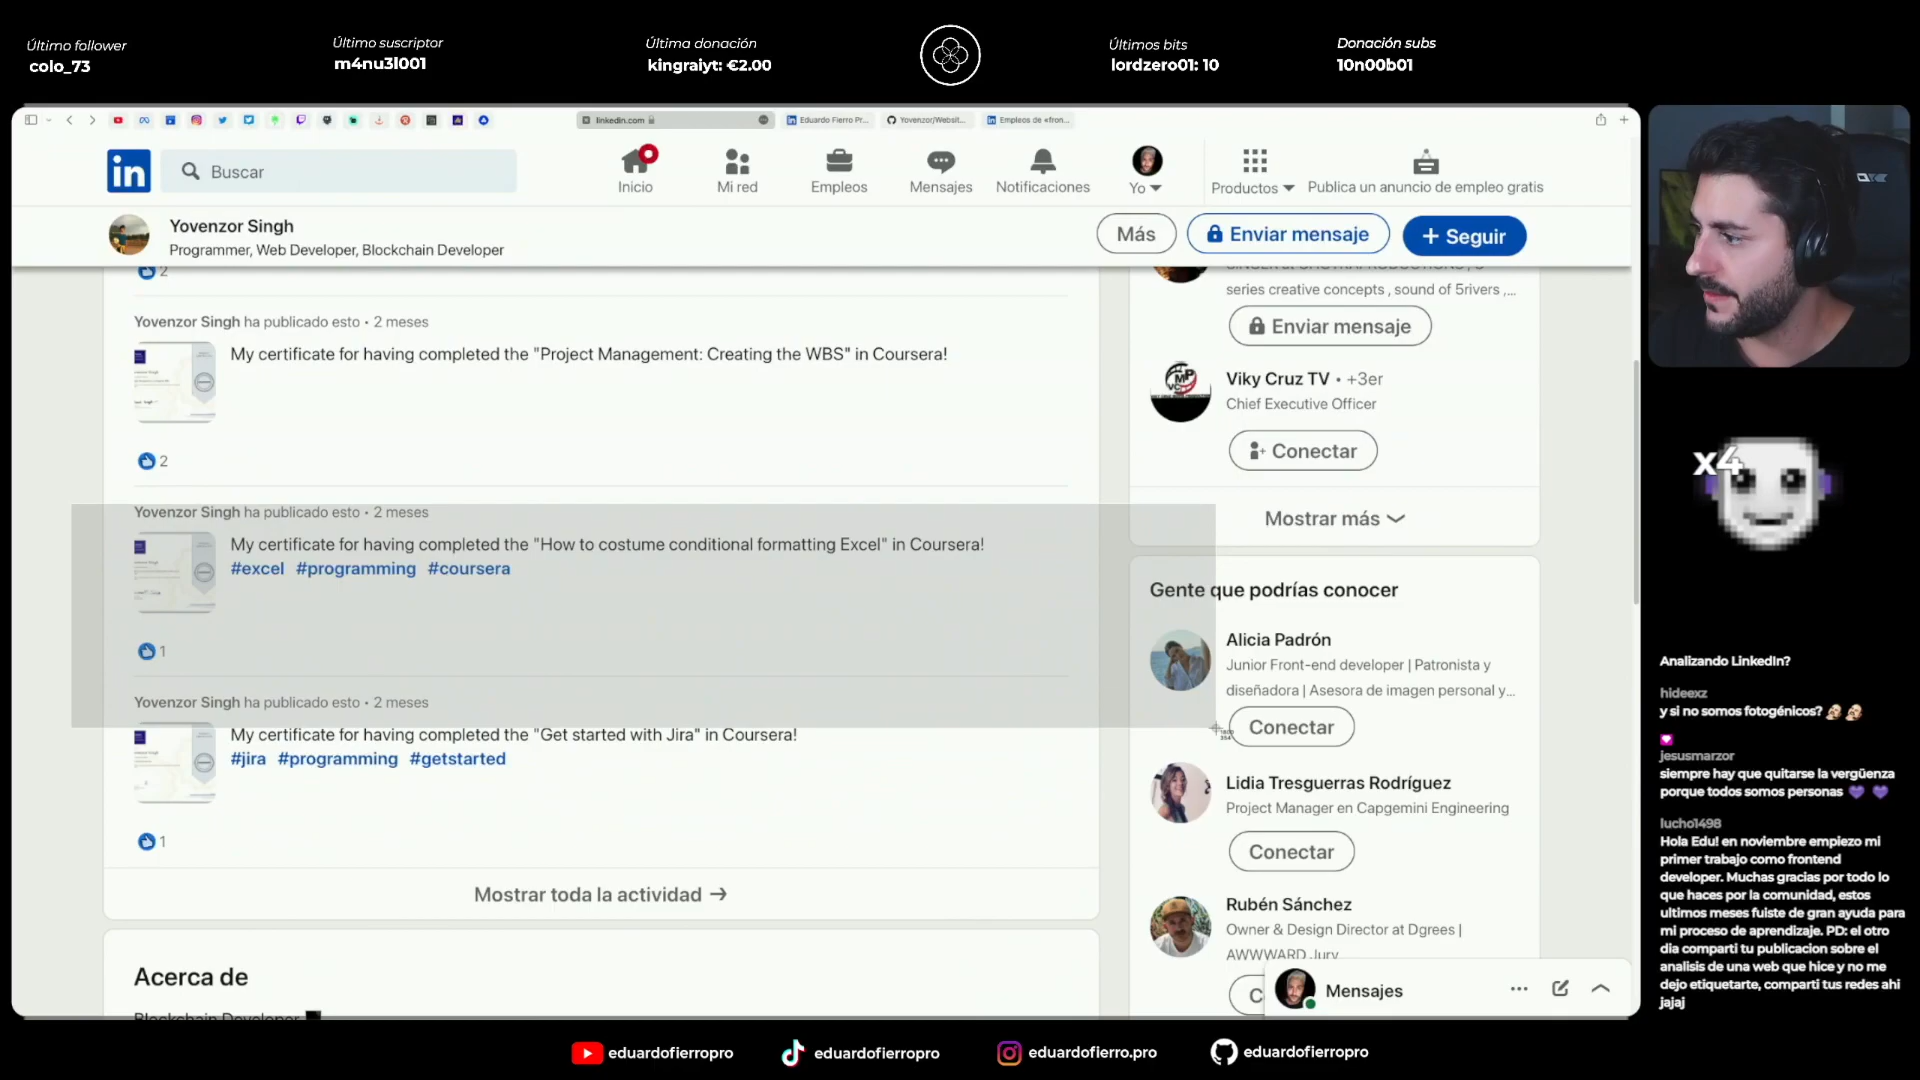 Último follower
colo_73
Último suscriptor
m4nu3l001
Última donación
kingraiyt: €2.00
Últimos bits
lordzero01: 10
Donación subs
10n00b01
linkedin.com
Eduardo Fierro Pr...
Yovenzor/Websit...
Empleos de «fron...
in
Buscar
Inicio
Mi red
Empleos
Mensajes
Notificaciones
Yo
Productos
Publica un anuncio de empleo gratis
Yovenzor Singh
Programmer, Web Developer, Blockchain Developer
Más
Enviar mensaje
+ Seguir
2
Yovenzor Singh ha publicado esto • 2 meses
My certificate for having completed the "Project Management: Creating the WBS" in Coursera!
2
Yovenzor Singh ha publicado esto • 2 meses
My certificate for having completed the "How to costume conditional formatting Excel" in Coursera!
#excel #programming #coursera
1
Yovenzor Singh ha publicado esto • 2 meses
My certificate for having completed the "Get started with Jira" in Coursera!
#jira #programming #getstarted
1
Mostrar toda la actividad →
Acerca de
Blockchain Developer
series creative concepts , sound of 5rivers ,...
Enviar mensaje
Viky Cruz TV • +3er
Chief Executive Officer
Conectar
Mostrar más
Gente que podrías conocer
Alicia Padrón
Junior Front-end developer | Patronista y
diseñadora | Asesora de imagen personal y...
Conectar
Lidia Tresguerras Rodríguez
Project Manager en Capgemini Engineering
Conectar
Rubén Sánchez
Owner & Design Director at Dgrees |
AWWWARD Jury
Mensajes
x4
Analizando LinkedIn?
hideexz
y si no somos fotogénicos?
jesusmarzor
siempre hay que quitarse la vergüenza
porque todos somos personas
lucho1498
Hola Edu! en noviembre empiezo mi
primer trabajo como frontend
developer. Muchas gracias por todo lo
que haces por la comunidad, estos
ultimos meses fuiste de gran ayuda para
mi proceso de aprendizaje. PD: el otro
dia comparti tu publicacion sobre el
analisis de una web que hice y no me
dejo etiquetarte, comparti tus redes ahi
jajaj
eduardofierropro
eduardofierropro
eduardofierro.pro
eduardofierropro